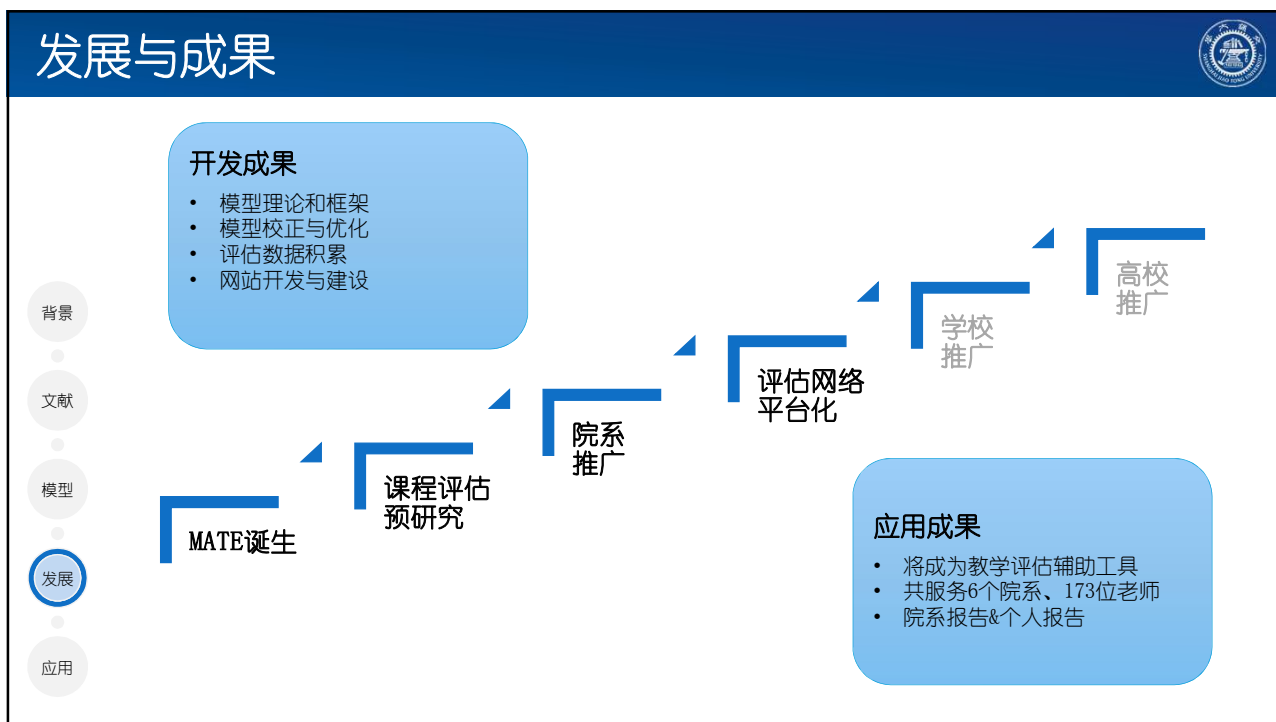 发展与成果
开发成果
• 模型理论和框架
• 模型校正与优化
• 评估数据积累
• 网站开发与建设
背景
文献
模型
发展
应用
MATE诞生
课程评估
预研究
院系
推广
评估网络
平台化
学校
推广
高校
推广
应用成果
• 将成为教学评估辅助工具
• 共服务6个院系、173位老师
• 院系报告&个人报告
SHANGHAI JIAO TONG UNIVERSITY